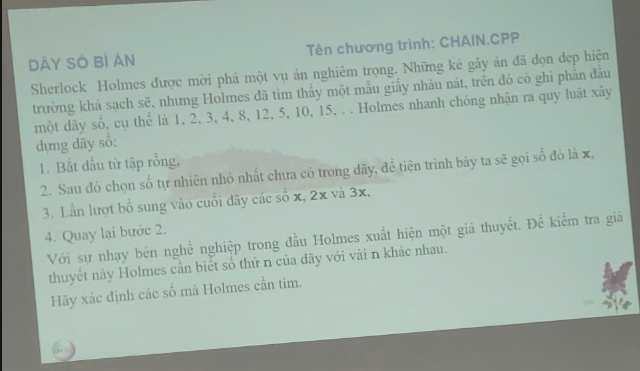 DÃY SỐ BÍ ẨN
Tên chương trình: CHAIN.CPP
Sherlock Holmes được mời phá một vụ án nghiêm trọng. Những kẻ gây án đã dọn dẹp hiện
trường khá sạch sẽ, nhưng Holmes đã tìm thấy một mẫu giấy nhàu nát, trên đó có ghi phần đầu
một dãy số, cụ thể là 1, 2, 3, 4, 8, 12, 5, 10, 15, . . Holmes nhanh chóng nhận ra quy luật xây
dựng dãy số:
1. Bắt đầu từ tập rỗng,
2. Sau đó chọn số tự nhiên nhỏ nhất chưa có trong dãy, để tiện trình bày ta sẽ gọi số đó là x,
3. Lần lượt bổ sung vào cuối dãy các số x, 2x và 3x,
4. Quay lại bước 2.
Với sự nhạy bén nghề nghiệp trong đầu Holmes xuất hiện một giả thuyết. Để kiểm tra giả
thuyết này Holmes cần biết số thứ n của dãy với vài n khác nhau.
Hãy xác định các số mà Holmes cần tìm.